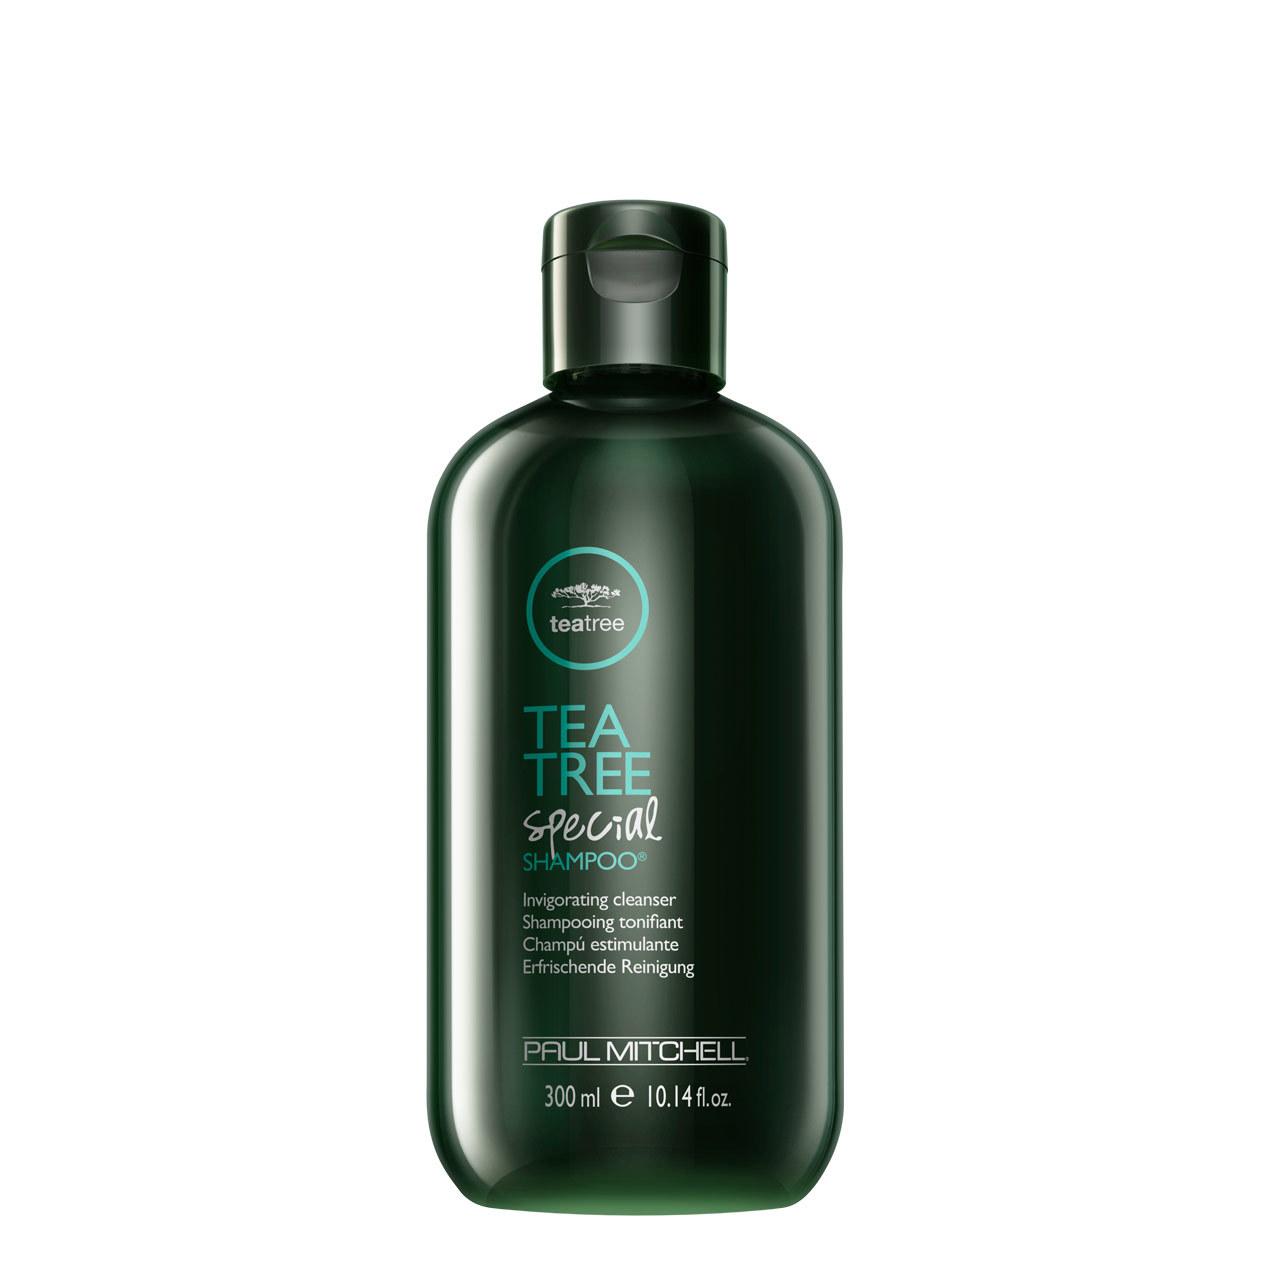 teatree
TEA
TREE
special
SHAMPOO®
Invigorating cleanser
Shampooing tonifiant
Champú estimulante
Erfrischende Reinigung
PAUL MITCHELL
300 ml ℮ 10.14 fl.oz.